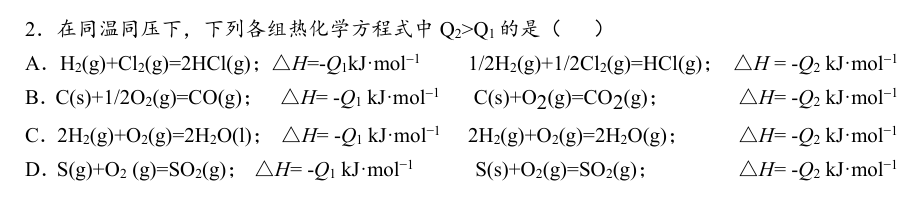 2. 在同温同压下，下列各组热化学方程式中 Q₂>Q₁ 的是（ ）
A. H₂(g)+Cl₂(g)=2HCl(g)；△H=-Q₁kJ·mol⁻¹ 1/2H₂(g)+1/2Cl₂(g)=HCl(g)； △H = -Q₂ kJ·mol⁻¹
B. C(s)+1/2O₂(g)=CO(g)； △H= -Q₁ kJ·mol⁻¹ C(s)+O₂(g)=CO₂(g)； △H= -Q₂ kJ·mol⁻¹
C. 2H₂(g)+O₂(g)=2H₂O(l)； △H= -Q₁ kJ·mol⁻¹ 2H₂(g)+O₂(g)=2H₂O(g)； △H= -Q₂ kJ·mol⁻¹
D. S(g)+O₂ (g)=SO₂(g)； △H= -Q₁ kJ·mol⁻¹ S(s)+O₂(g)=SO₂(g)； △H= -Q₂ kJ·mol⁻¹